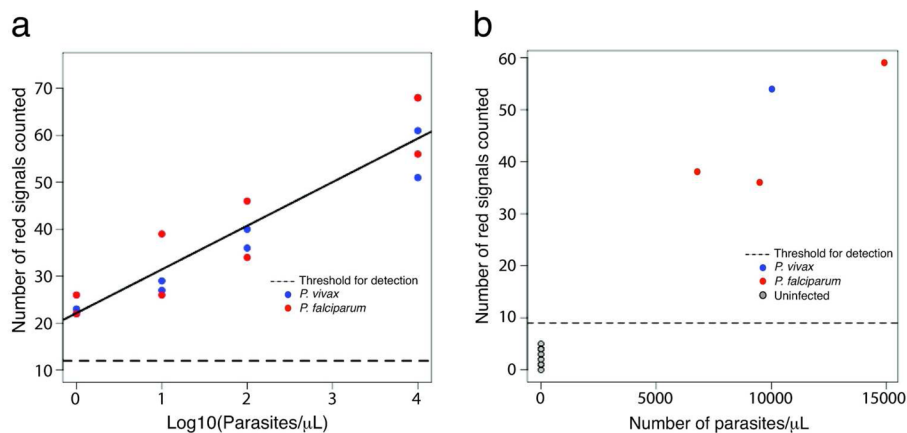 a
Number of red signals counted
70
60
50
40
30
20
10
Threshold for detection
P. vivax
P. falciparum
0 1 2 3 4
Log10(Parasites/μL)
b
Number of red signals counted
60
50
40
30
20
10
0
Threshold for detection
P. vivax
P. falciparum
Uninfected
0 5000 10000 15000
Number of parasites/μL